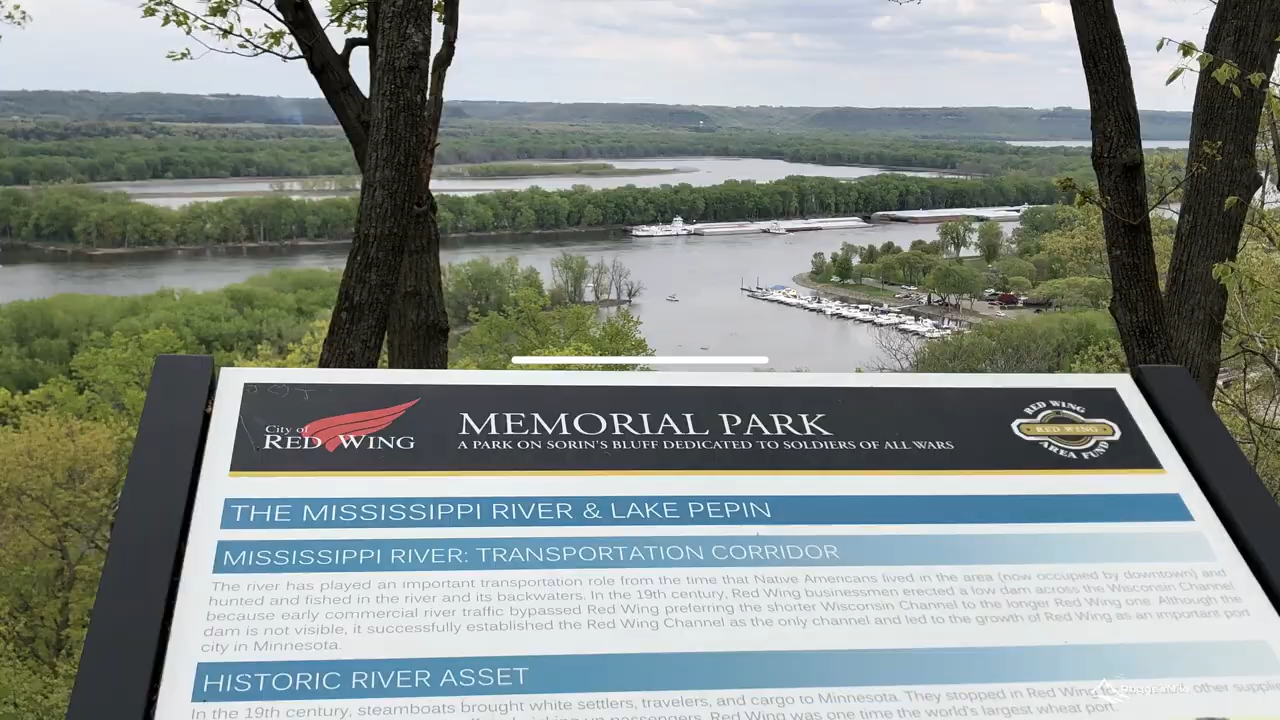 City of
RED WING
MEMORIAL PARK
A PARK ON SORIN'S BLUFF DEDICATED TO SOLDIERS OF ALL WARS
RED WING
RED WING
AREA FUND
THE MISSISSIPPI RIVER & LAKE PEPIN
MISSISSIPPI RIVER: TRANSPORTATION CORRIDOR
The river has played an important transportation role from the time that Native Americans lived in the area (now occupied by downtown) and
hunted and fished in the river and its backwaters. In the 19th century, Red Wing businessmen erected a low dam across the Wisconsin Channel
because early commercial river traffic bypassed Red Wing preferring the shorter Wisconsin Channel to the longer Red Wing one. Although the
dam is not visible, it successfully established the Red Wing Channel as the only channel and led to the growth of Red Wing as an important port
city in Minnesota.
HISTORIC RIVER ASSET
In the 19th century, steamboats brought white settlers, travelers, and cargo to Minnesota. They stopped in Red Wing other
passengers. Red Wing was one time the world's largest wheat port.